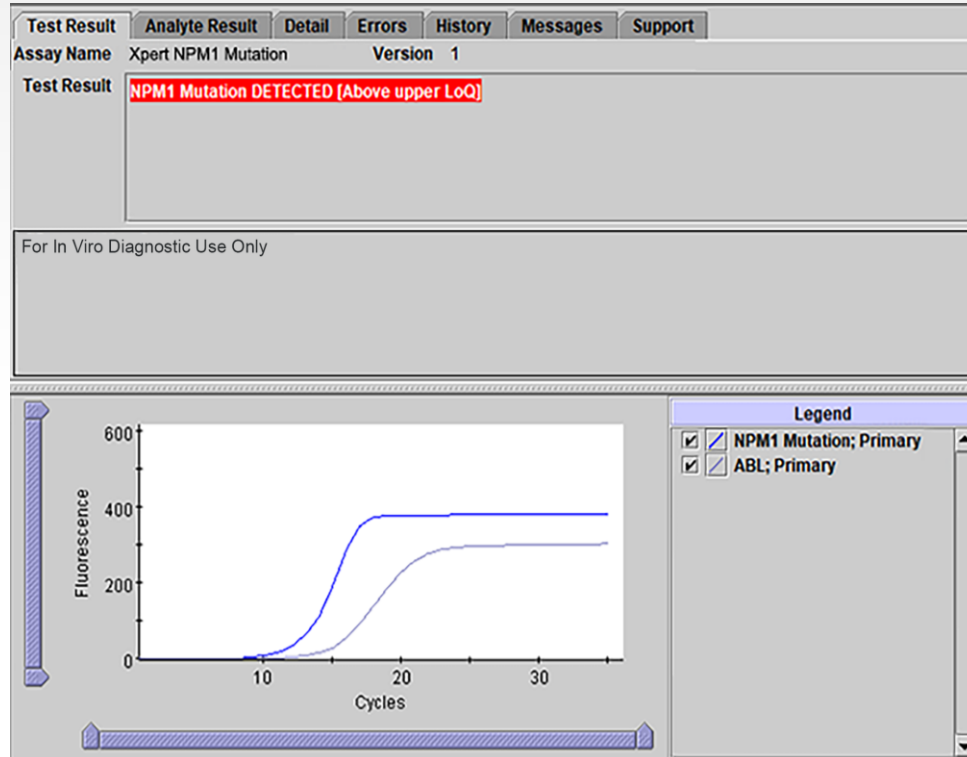 Test Result Analyte Result Detail Errors History Messages Support
Assay Name Xpert NPM1 Mutation Version 1
Test Result NPM1 Mutation DETECTED [Above upper LoQ]
For In Viro Diagnostic Use Only
Legend
NPM1 Mutation; Primary
ABL; Primary
600
400
200
0
Fluorescence
10 20 30
Cycles